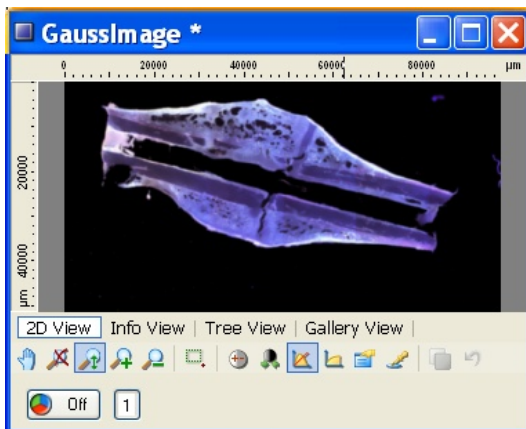 GaussImage *
0 20000 40000 60000 80000 µm
20000
40000
µm
2D View | Info View | Tree View | Gallery View |
Off 1